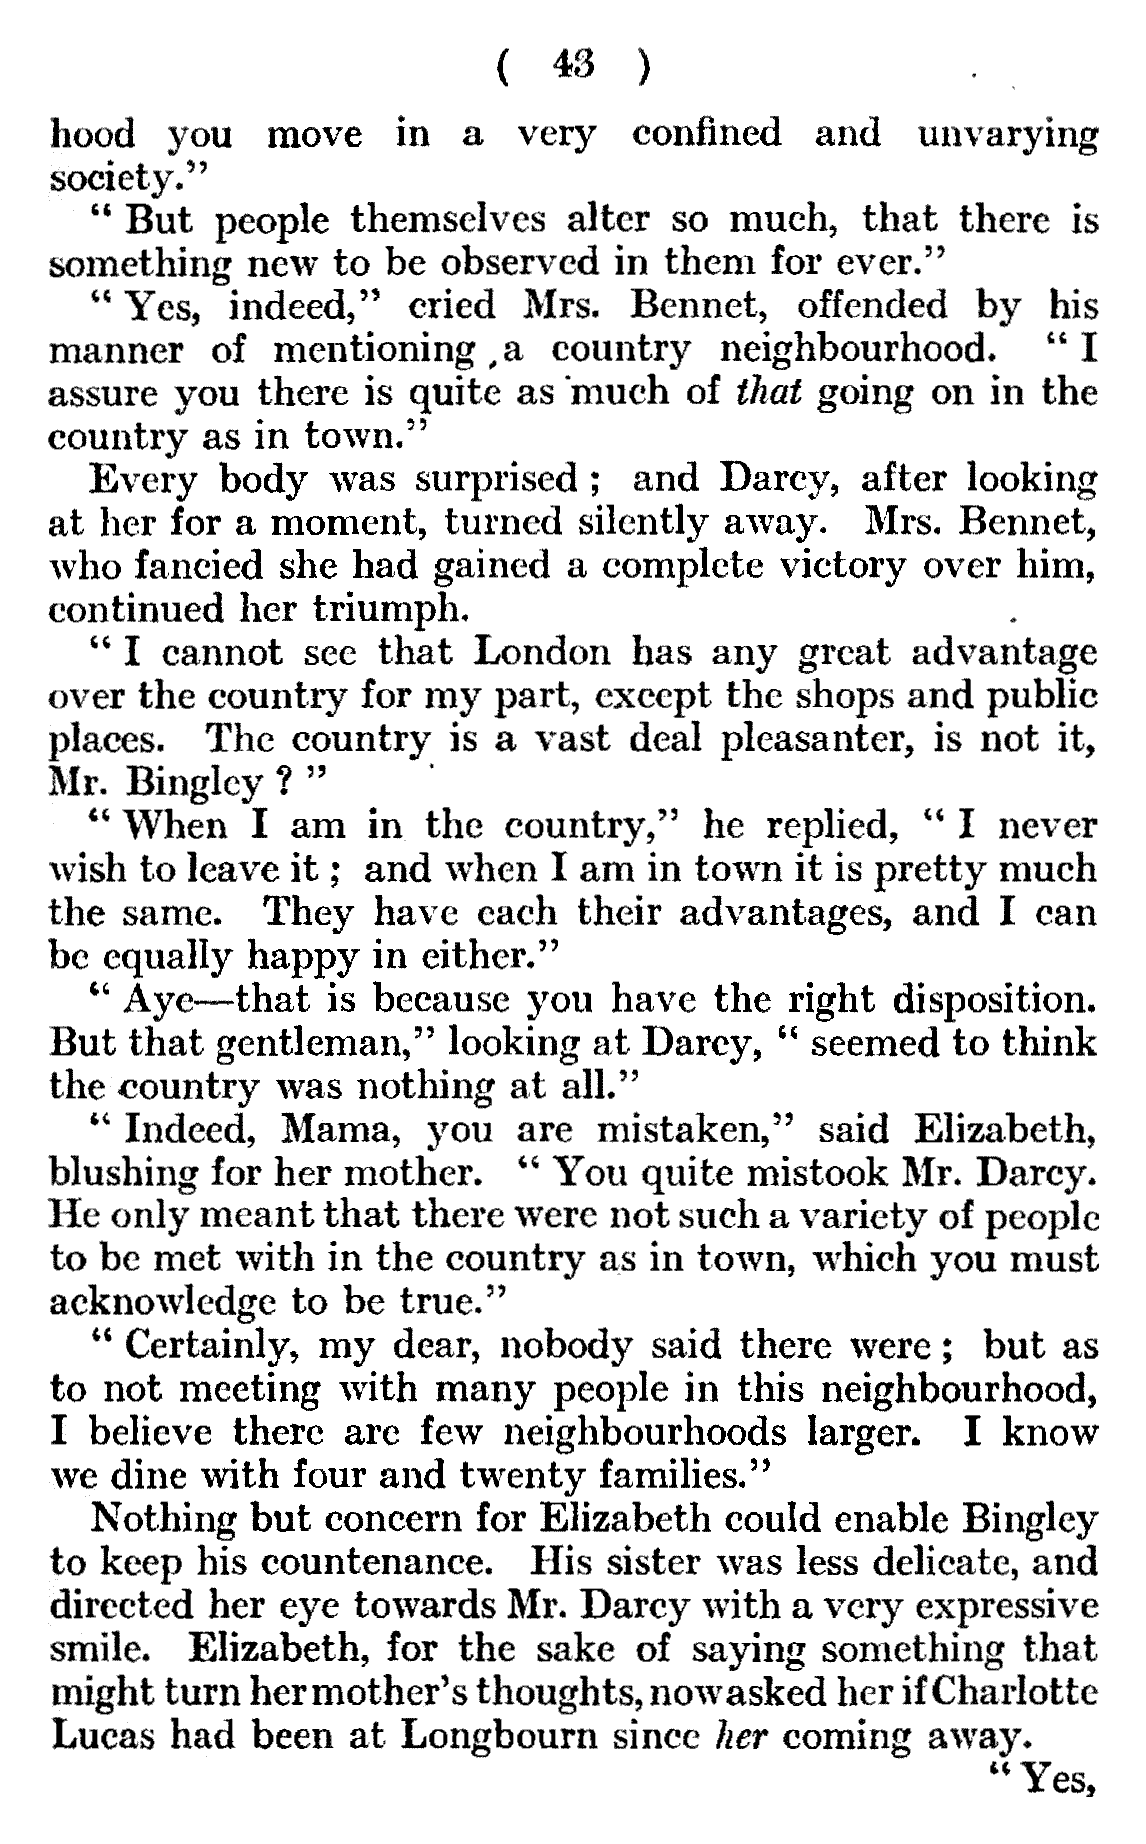 ( 43 )
hood you move in a very confined and unvarying
society.”
“ But people themselves alter so much, that there is
something new to be observed in them for ever.”
“ Yes, indeed,” cried Mrs. Bennet, offended by his
manner of mentioning a country neighbourhood. “ I
assure you there is quite as much of that going on in the
country as in town.”
Every body was surprised ; and Darcy, after looking
at her for a moment, turned silently away. Mrs. Bennet,
who fancied she had gained a complete victory over him,
continued her triumph.
“ I cannot see that London has any great advantage
over the country for my part, except the shops and public
places. The country is a vast deal pleasanter, is not it,
Mr. Bingley ? ”
“ When I am in the country,” he replied, “ I never
wish to leave it ; and when I am in town it is pretty much
the same. They have each their advantages, and I can
be equally happy in either.”
“ Aye—that is because you have the right disposition.
But that gentleman,” looking at Darcy, “ seemed to think
the country was nothing at all.”
“ Indeed, Mama, you are mistaken,” said Elizabeth,
blushing for her mother. “ You quite mistook Mr. Darcy.
He only meant that there were not such a variety of people
to be met with in the country as in town, which you must
acknowledge to be true.”
“ Certainly, my dear, nobody said there were ; but as
to not meeting with many people in this neighbourhood,
I believe there are few neighbourhoods larger. I know
we dine with four and twenty families.”
Nothing but concern for Elizabeth could enable Bingley
to keep his countenance. His sister was less delicate, and
directed her eye towards Mr. Darcy with a very expressive
smile. Elizabeth, for the sake of saying something that
might turn her mother’s thoughts, now asked her if Charlotte
Lucas had been at Longbourn since her coming away.
“ Yes,